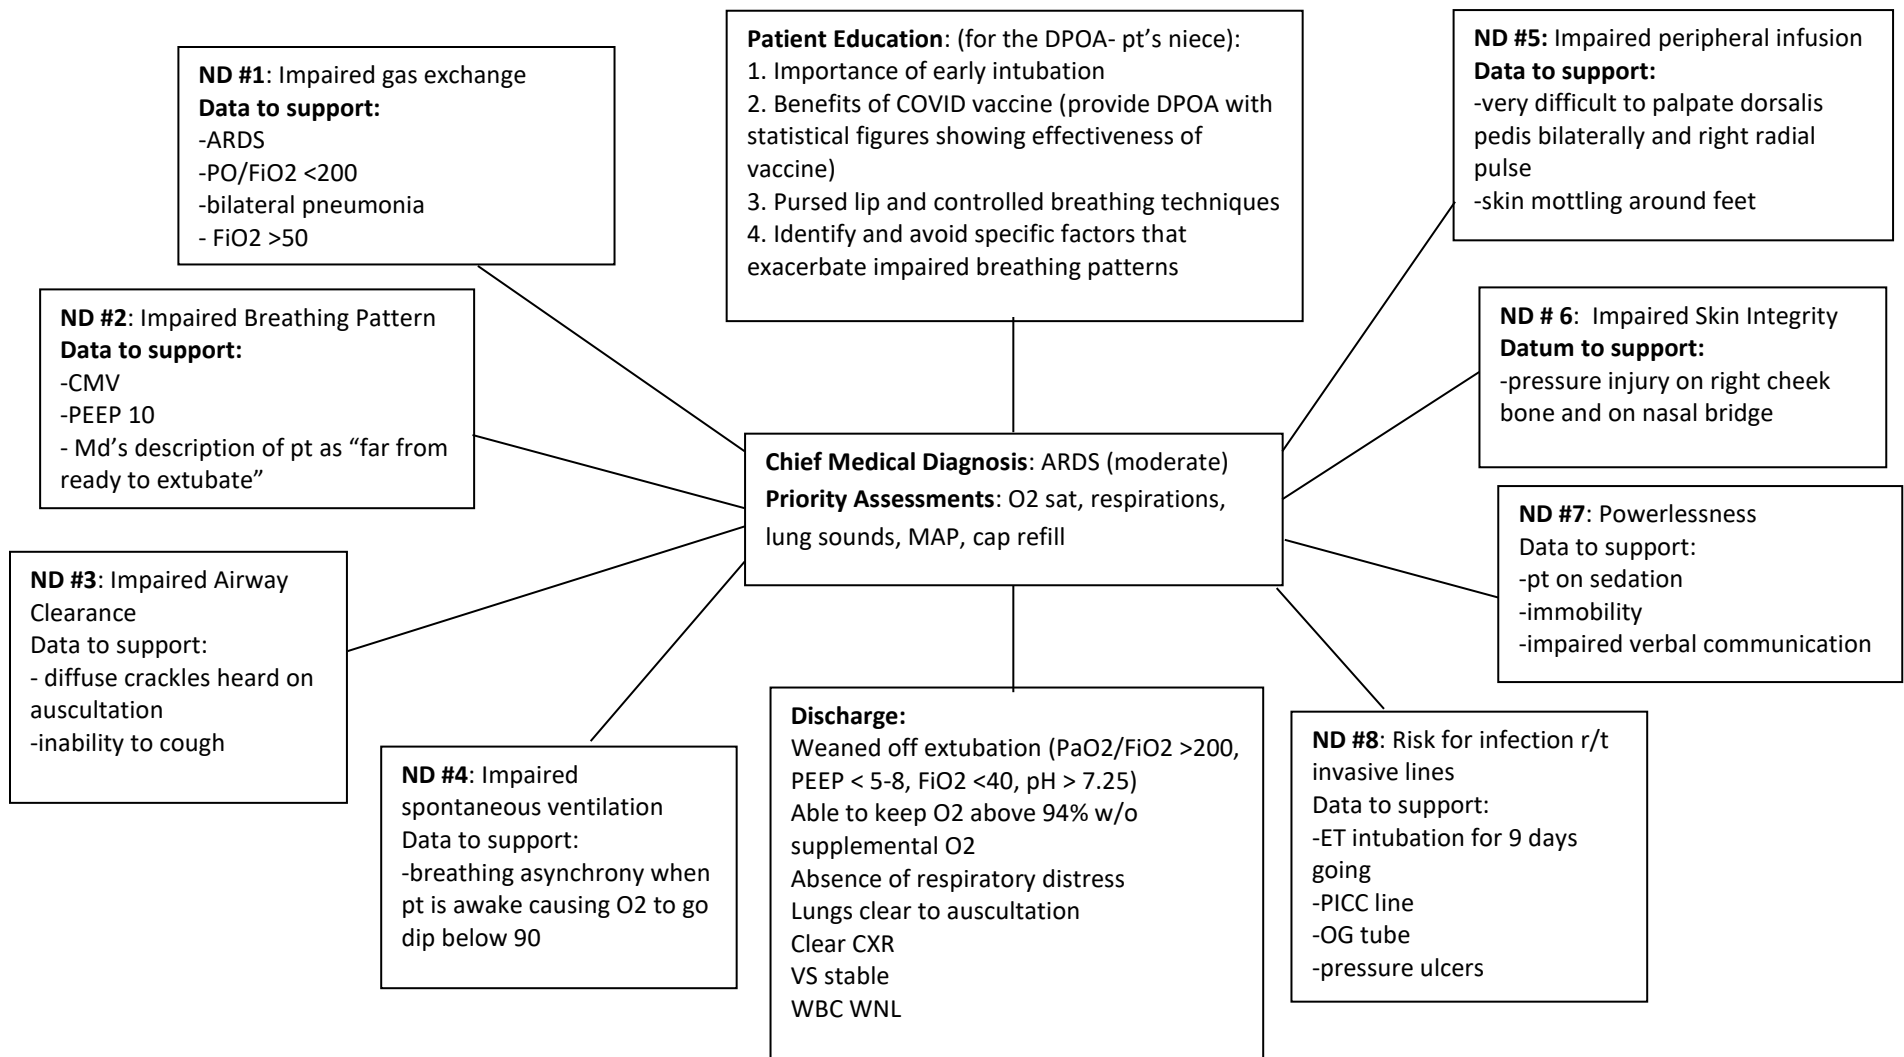 ND #1: Impaired gas exchange
Data to support:
-ARDS
-PO/FiO2 <200
-bilateral pneumonia
- FiO2 >50
Patient Education: (for the DPOA- pt’s niece):
1. Importance of early intubation
2. Benefits of COVID vaccine (provide DPOA with
statistical figures showing effectiveness of
vaccine)
3. Pursed lip and controlled breathing techniques
4. Identify and avoid specific factors that
exacerbate impaired breathing patterns
ND #5: Impaired peripheral infusion
Data to support:
-very difficult to palpate dorsalis
pedis bilaterally and right radial
pulse
-skin mottling around feet
ND #2: Impaired Breathing Pattern
Data to support:
-CMV
-PEEP 10
- Md’s description of pt as “far from
ready to extubate”
ND # 6:  Impaired Skin Integrity
Datum to support:
-pressure injury on right cheek
bone and on nasal bridge
Chief Medical Diagnosis: ARDS (moderate)
Priority Assessments: O2 sat, respirations,
lung sounds, MAP, cap refill
ND #3: Impaired Airway
Clearance
Data to support:
- diffuse crackles heard on
auscultation
-inability to cough
ND #7: Powerlessness
Data to support:
-pt on sedation
-immobility
-impaired verbal communication
ND #4: Impaired
spontaneous ventilation
Data to support:
-breathing asynchrony when
pt is awake causing O2 to go
dip below 90
Discharge:
Weaned off extubation (PaO2/FiO2 >200,
PEEP < 5-8, FiO2 <40, pH > 7.25)
Able to keep O2 above 94% w/o
supplemental O2
Absence of respiratory distress
Lungs clear to auscultation
Clear CXR
VS stable
WBC WNL
ND #8: Risk for infection r/t
invasive lines
Data to support:
-ET intubation for 9 days
going
-PICC line
-OG tube
-pressure ulcers